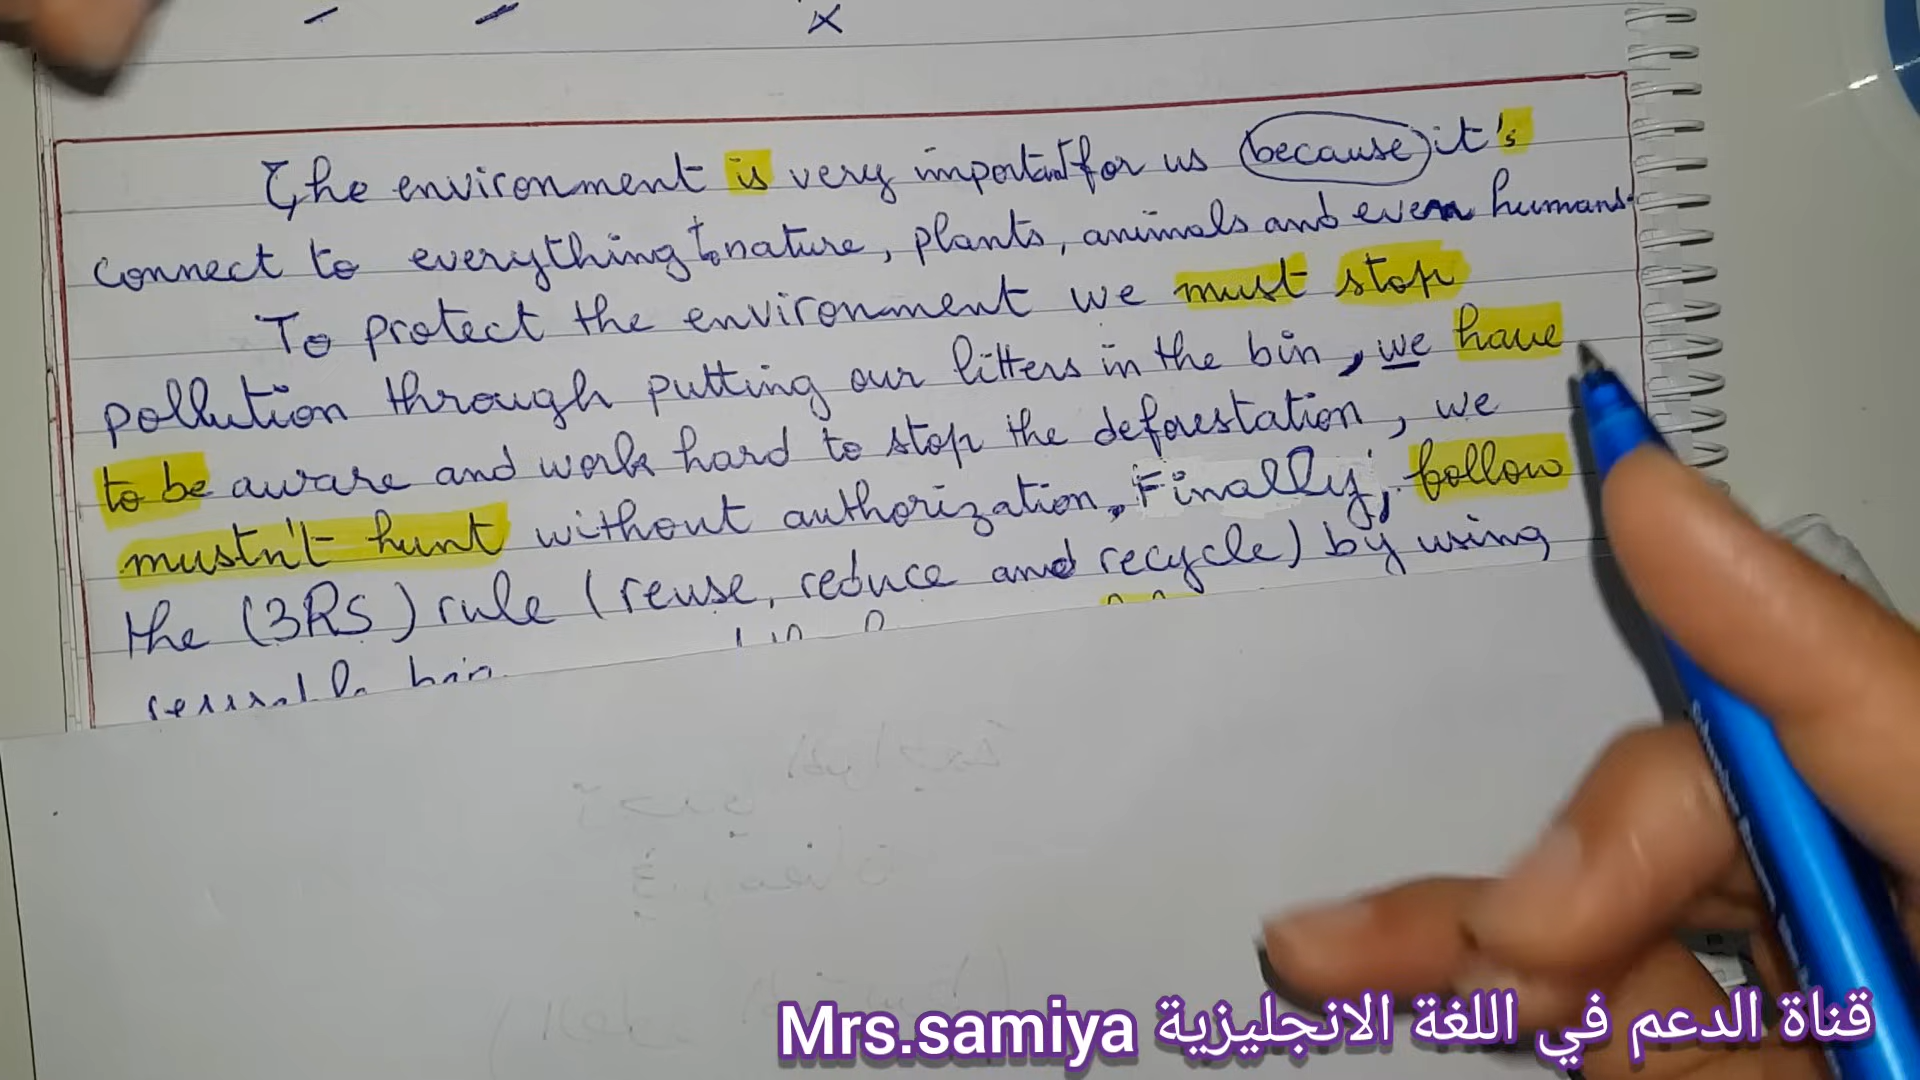 The environment is very important for us because it's
connect to everything to nature, plants, animals and even humans.
To protect the environment we must stop
pollution through putting our litters in the bin, we have
to be aware and work hard to stop the deforestation, we
mustn't hunt without authorization, Finally, follow
the (3RS) rule (reuse, reduce and recycle) by using
Mrs.samiya قناة الدعم في اللغة الانجليزية